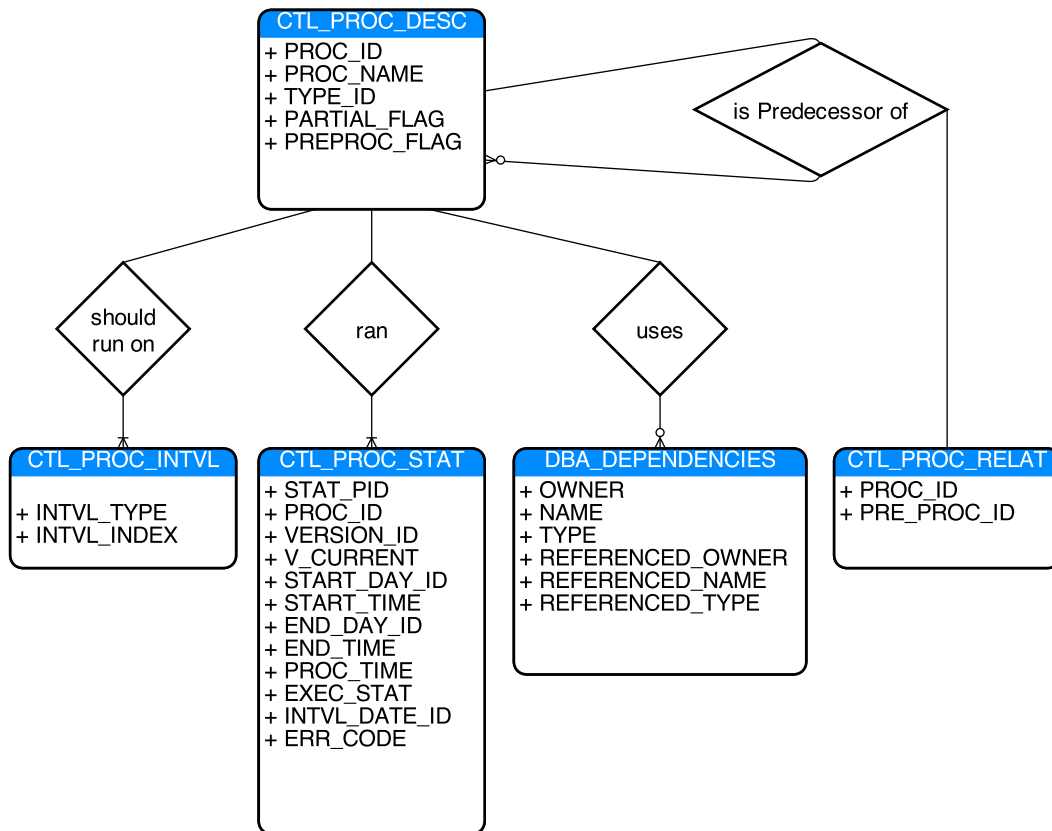 CTL_PROC_DESC
+ PROC_ID
+ PROC_NAME
+ TYPE_ID
+ PARTIAL_FLAG
+ PREPROC_FLAG
is Predecessor of
should
run on
ran
uses
CTL_PROC_INTVL
+ INTVL_TYPE
+ INTVL_INDEX
CTL_PROC_STAT
+ STAT_PID
+ PROC_ID
+ VERSION_ID
+ V_CURRENT
+ START_DAY_ID
+ START_TIME
+ END_DAY_ID
+ END_TIME
+ PROC_TIME
+ EXEC_STAT
+ INTVL_DATE_ID
+ ERR_CODE
DBA_DEPENDENCIES
+ OWNER
+ NAME
+ TYPE
+ REFERENCED_OWNER
+ REFERENCED_NAME
+ REFERENCED_TYPE
CTL_PROC_RELAT
+ PROC_ID
+ PRE_PROC_ID